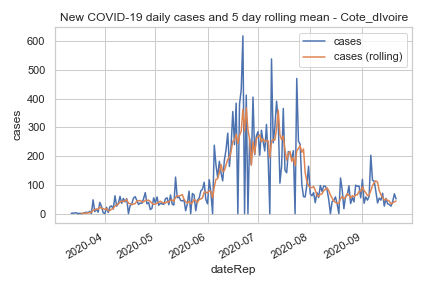 New COVID-19 daily cases and 5 day rolling mean - Cote_dIvoire
cases
cases (rolling)
600
500
400
300
200
100
0
cases
2020-04
2020-05
2020-06
2020-07
2020-08
2020-09
dateRep